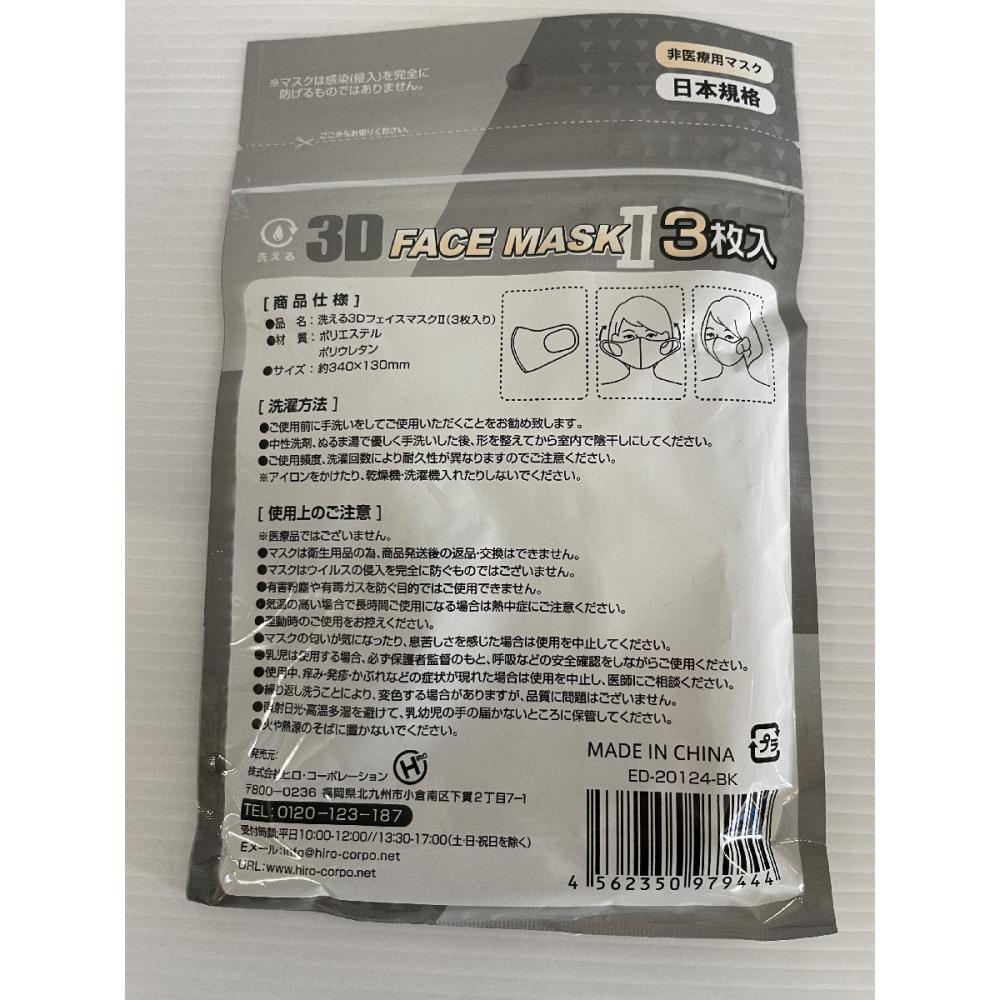 ※マスクは感染(侵入)を完全に
防げるものではありません。
非医療用マスク
日本規格
ここからお切りください。
洗える
3D FACE MASK Ⅱ 3枚入
[ 商品仕様 ]
●品 名：洗える3DフェイスマスクⅡ(3枚入り)
●材 質：ポリエステル
ポリウレタン
●サイズ：約340×130mm
[ 洗濯方法 ]
●ご使用前に手洗いをしてご使用いただくことをお勧め致します。
●中性洗剤、ぬるま湯で優しく手洗いした後、形を整えてから室内で陰干しにしてください。
●ご使用頻度、洗濯回数により耐久性が異なりますのでご注意ください。
※アイロンをかけたり、乾燥機・洗濯機入れたりしないでください。
[ 使用上のご注意 ]
※医療品ではございません。
●マスクは衛生用品の為、商品発送後の返品・交換はできません。
●マスクはウイルスの侵入を完全に防ぐものではございません。
●有害粉塵や有毒ガスを防ぐ目的ではご使用できません。
●気温の高い場合で長時間ご使用になる場合は熱中症にご注意ください。
●運動時のご使用をお控えください。
●マスクの匂いが気になったり、息苦しさを感じた場合は使用を中止してください。
●乳児は使用する場合、必ず保護者監督のもと、呼吸などの安全確認をしながらご使用ください。
●使用中、痒み・発疹・かぶれなどの症状が現れた場合は使用を中止し、医師にご相談ください。
●繰り返し洗うことにより、変色する場合がありますが、品質に問題はございません。
●直射日光・高温多湿を避けて、乳幼児の手の届かないところに保管してください。
●火や熱源のそばに置かないでください。
発売元:
株式会社ヒロ・コーポレーション
HIRO
〒800-0236 福岡県北九州市小倉南区下貫2丁目7-1
TEL: 0120-123-187
受付時間:平日10:00-12:00//13:30-17:00(土・日・祝日を除く)
Eメール:info@hiro-corpo.net
URL:www.hiro-corpo.net
MADE IN CHINA
プラ
ED-20124-BK
4 562350 979444